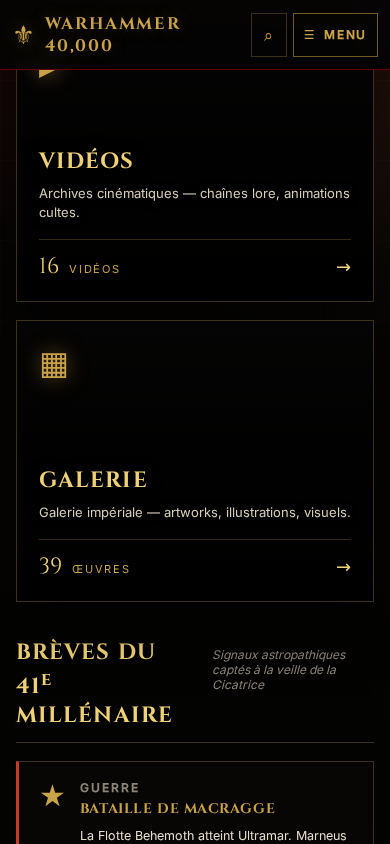 WARHAMMER
40,000
MENU
VIDÉOS
Archives cinématiques — chaînes lore, animations
cultes.
16 VIDÉOS →
GALERIE
Galerie impériale — artworks, illustrations, visuels.
39 ŒUVRES →
BRÈVES DU
41E
MILLÉNAIRE
Signaux astropathiques
captés à la veille de la
Cicatrice
GUERRE
BATAILLE DE MACRAGGE
La Flotte Behemoth atteint Ultramar. Marneus